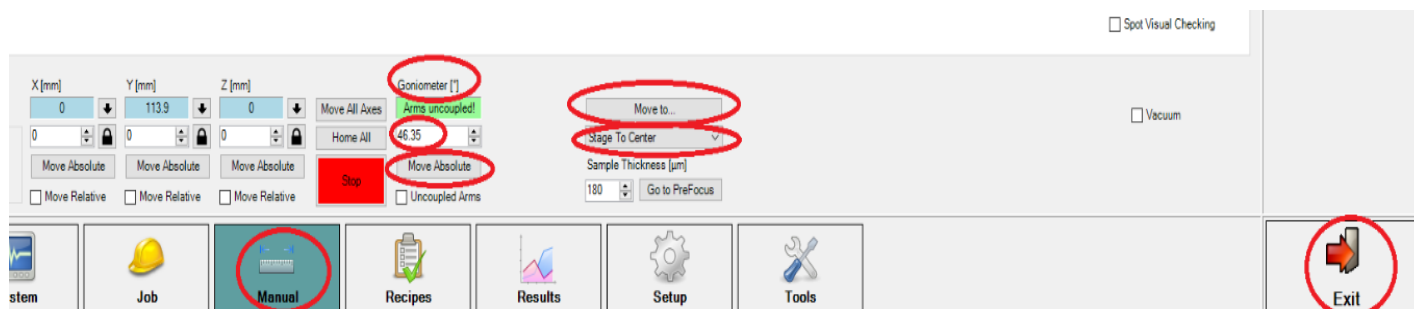 Spot Visual Checking
X [mm] Y [mm] Z [mm] Goniometer [°]
0 113.9 0 Move All Axes Arms uncoupled! Move to... Vacuum
0 0 0 Home All 46.35 Stage To Center
Move Absolute Move Absolute Move Absolute Stop Move Absolute Sample Thickness [µm]
Move Relative Move Relative Move Relative Uncoupled Arms 180 Go to PreFocus
stem Job Manual Recipes Results Setup Tools Exit